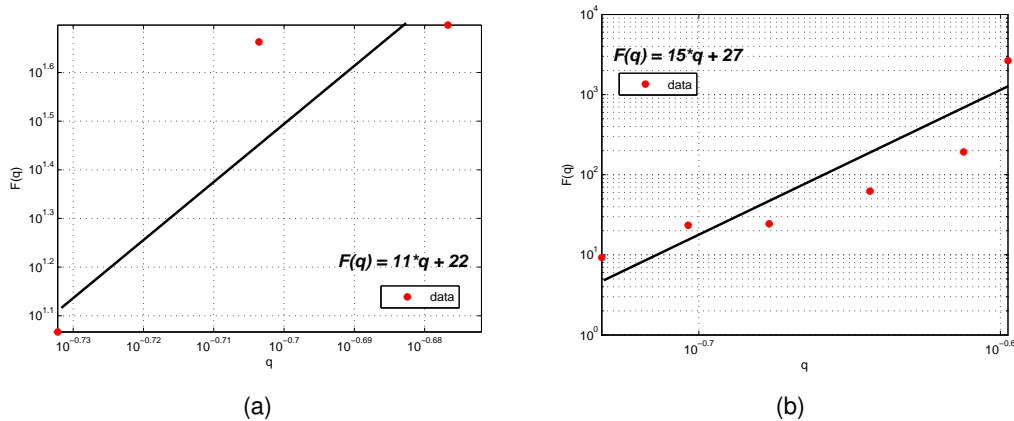 10^1.6
10^1.5
10^1.4
10^1.3
10^1.2
10^1.1
F(q)
F(q) = 11*q + 22
data
10^−0.73
10^−0.72
10^−0.71
10^−0.7
10^−0.69
10^−0.68
q
(a)
10^4
10^3
10^2
10^1
10^0
F(q)
F(q) = 15*q + 27
data
10^−0.7
10^−0.6
q
(b)